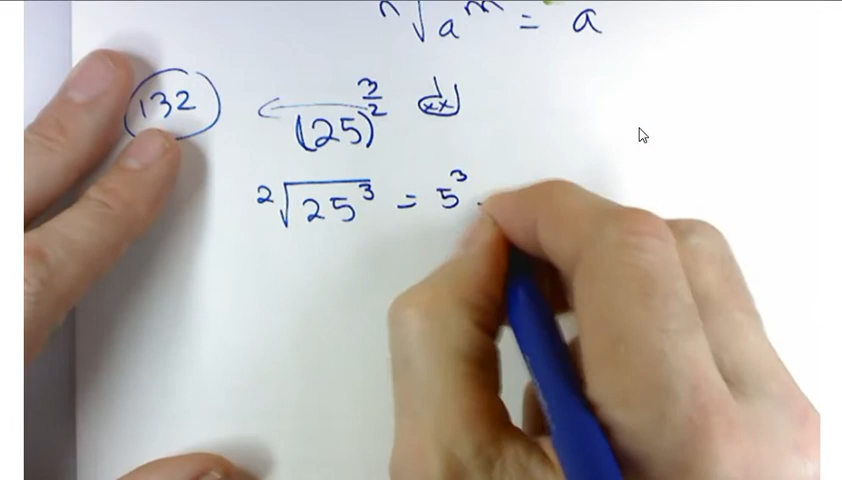 ⁿ√aᵐ = a
132 (25)^(3/2)
²√25³ = 5³